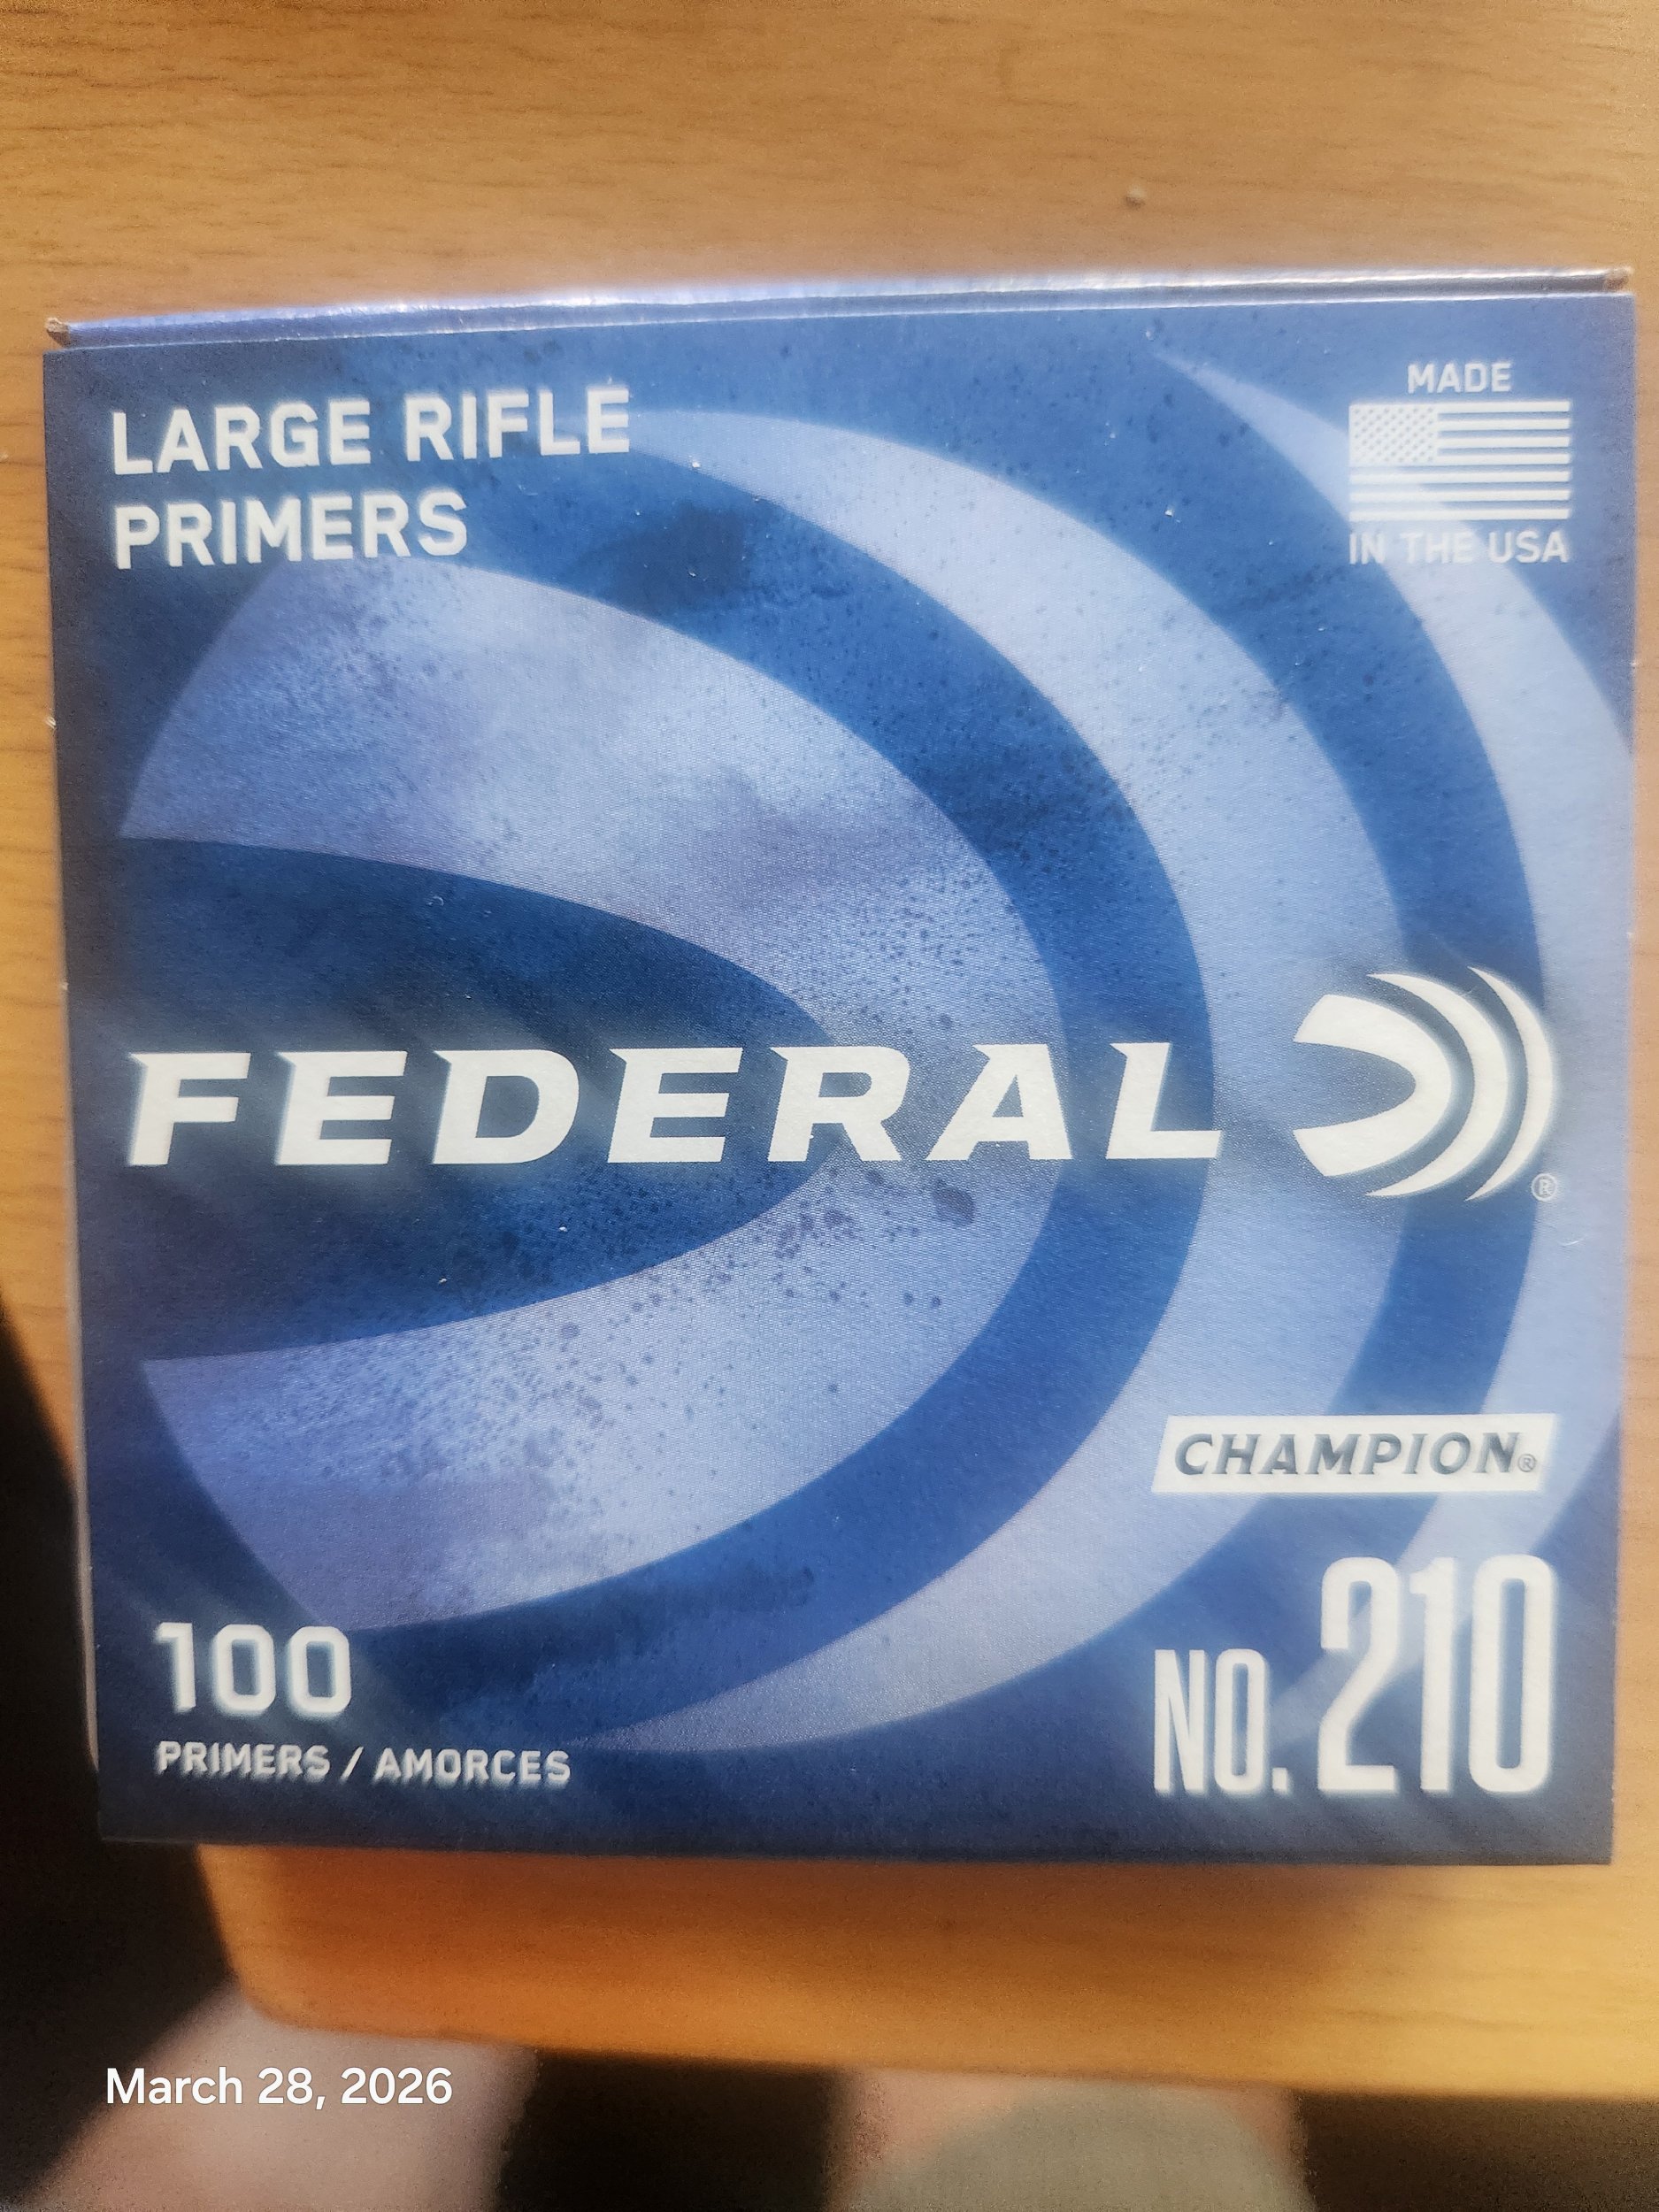 LARGE RIFLE
PRIMERS
MADE
IN THE USA
FEDERAL
®
CHAMPION®
NO. 210
100
PRIMERS / AMORCES
March 28, 2026